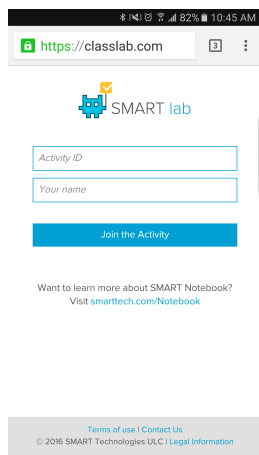 82% 10:45 AM
https://classlab.com 3
SMART lab
Activity ID
Your name
Join the Activity
Want to learn more about SMART Notebook?
Visit smarttech.com/Notebook
Terms of use | Contact Us
© 2016 SMART Technologies ULC | Legal Information